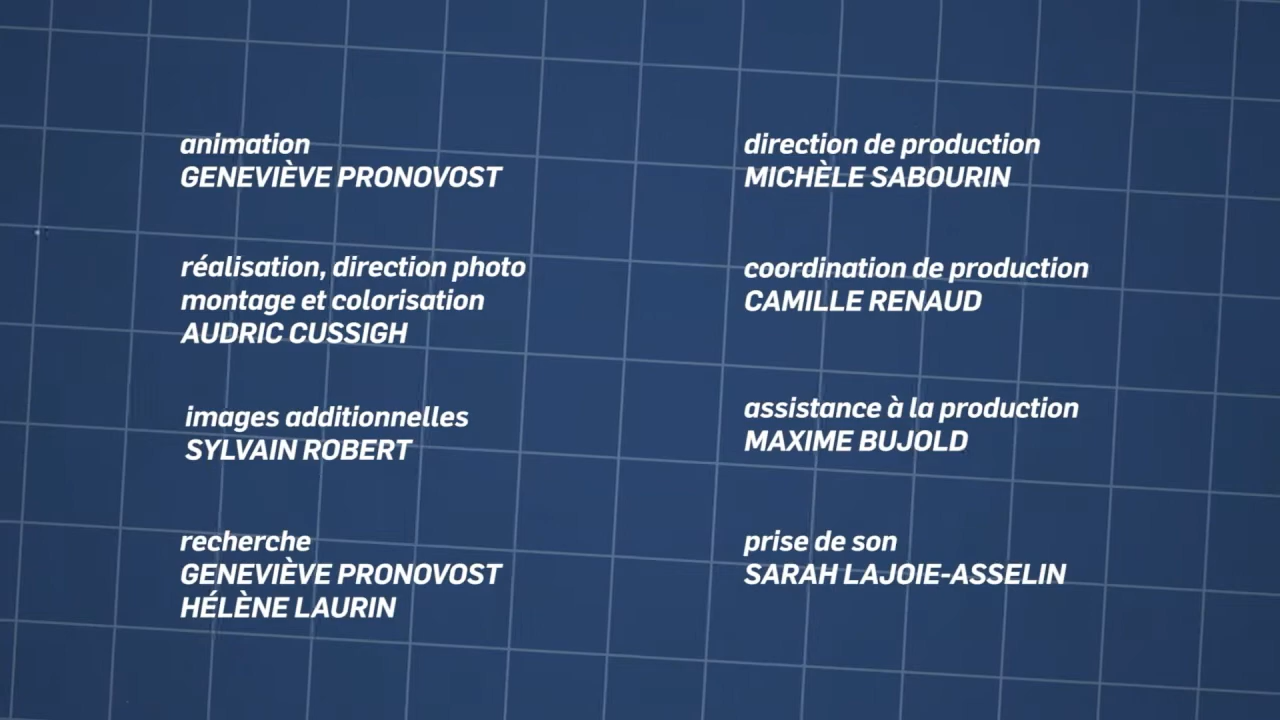 animation
GENEVIÈVE PRONOVOST
réalisation, direction photo
montage et colorisation
AUDRIC CUSSIGH
images additionnelles
SYLVAIN ROBERT
recherche
GENEVIÈVE PRONOVOST
HÉLÈNE LAURIN
direction de production
MICHÈLE SABOURIN
coordination de production
CAMILLE RENAUD
assistance à la production
MAXIME BUJOLD
prise de son
SARAH LAJOIE-ASSELIN